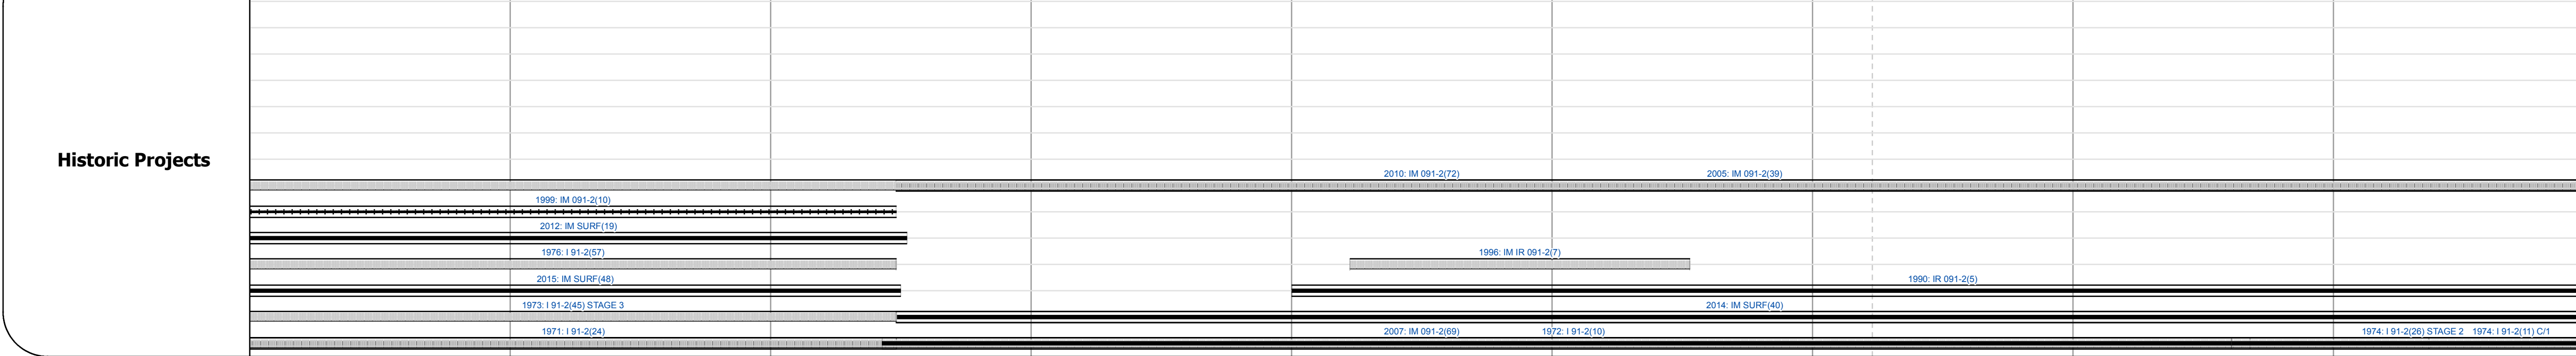 Historic Projects
2010: IM 091-2(72) 2005: IM 091-2(39)
1999: IM 091-2(10)
2012: IM SURF(19)
1976: I 91-2(57) 1996: IM IR 091-2(7)
2015: IM SURF(48) 1990: IR 091-2(5)
1973: I 91-2(45) STAGE 3 2014: IM SURF(40)
1971: I 91-2(24) 2007: IM 091-2(69) 1972: I 91-2(10) 1974: I 91-2(26) STAGE 2 1974: I 91-2(11) C/1